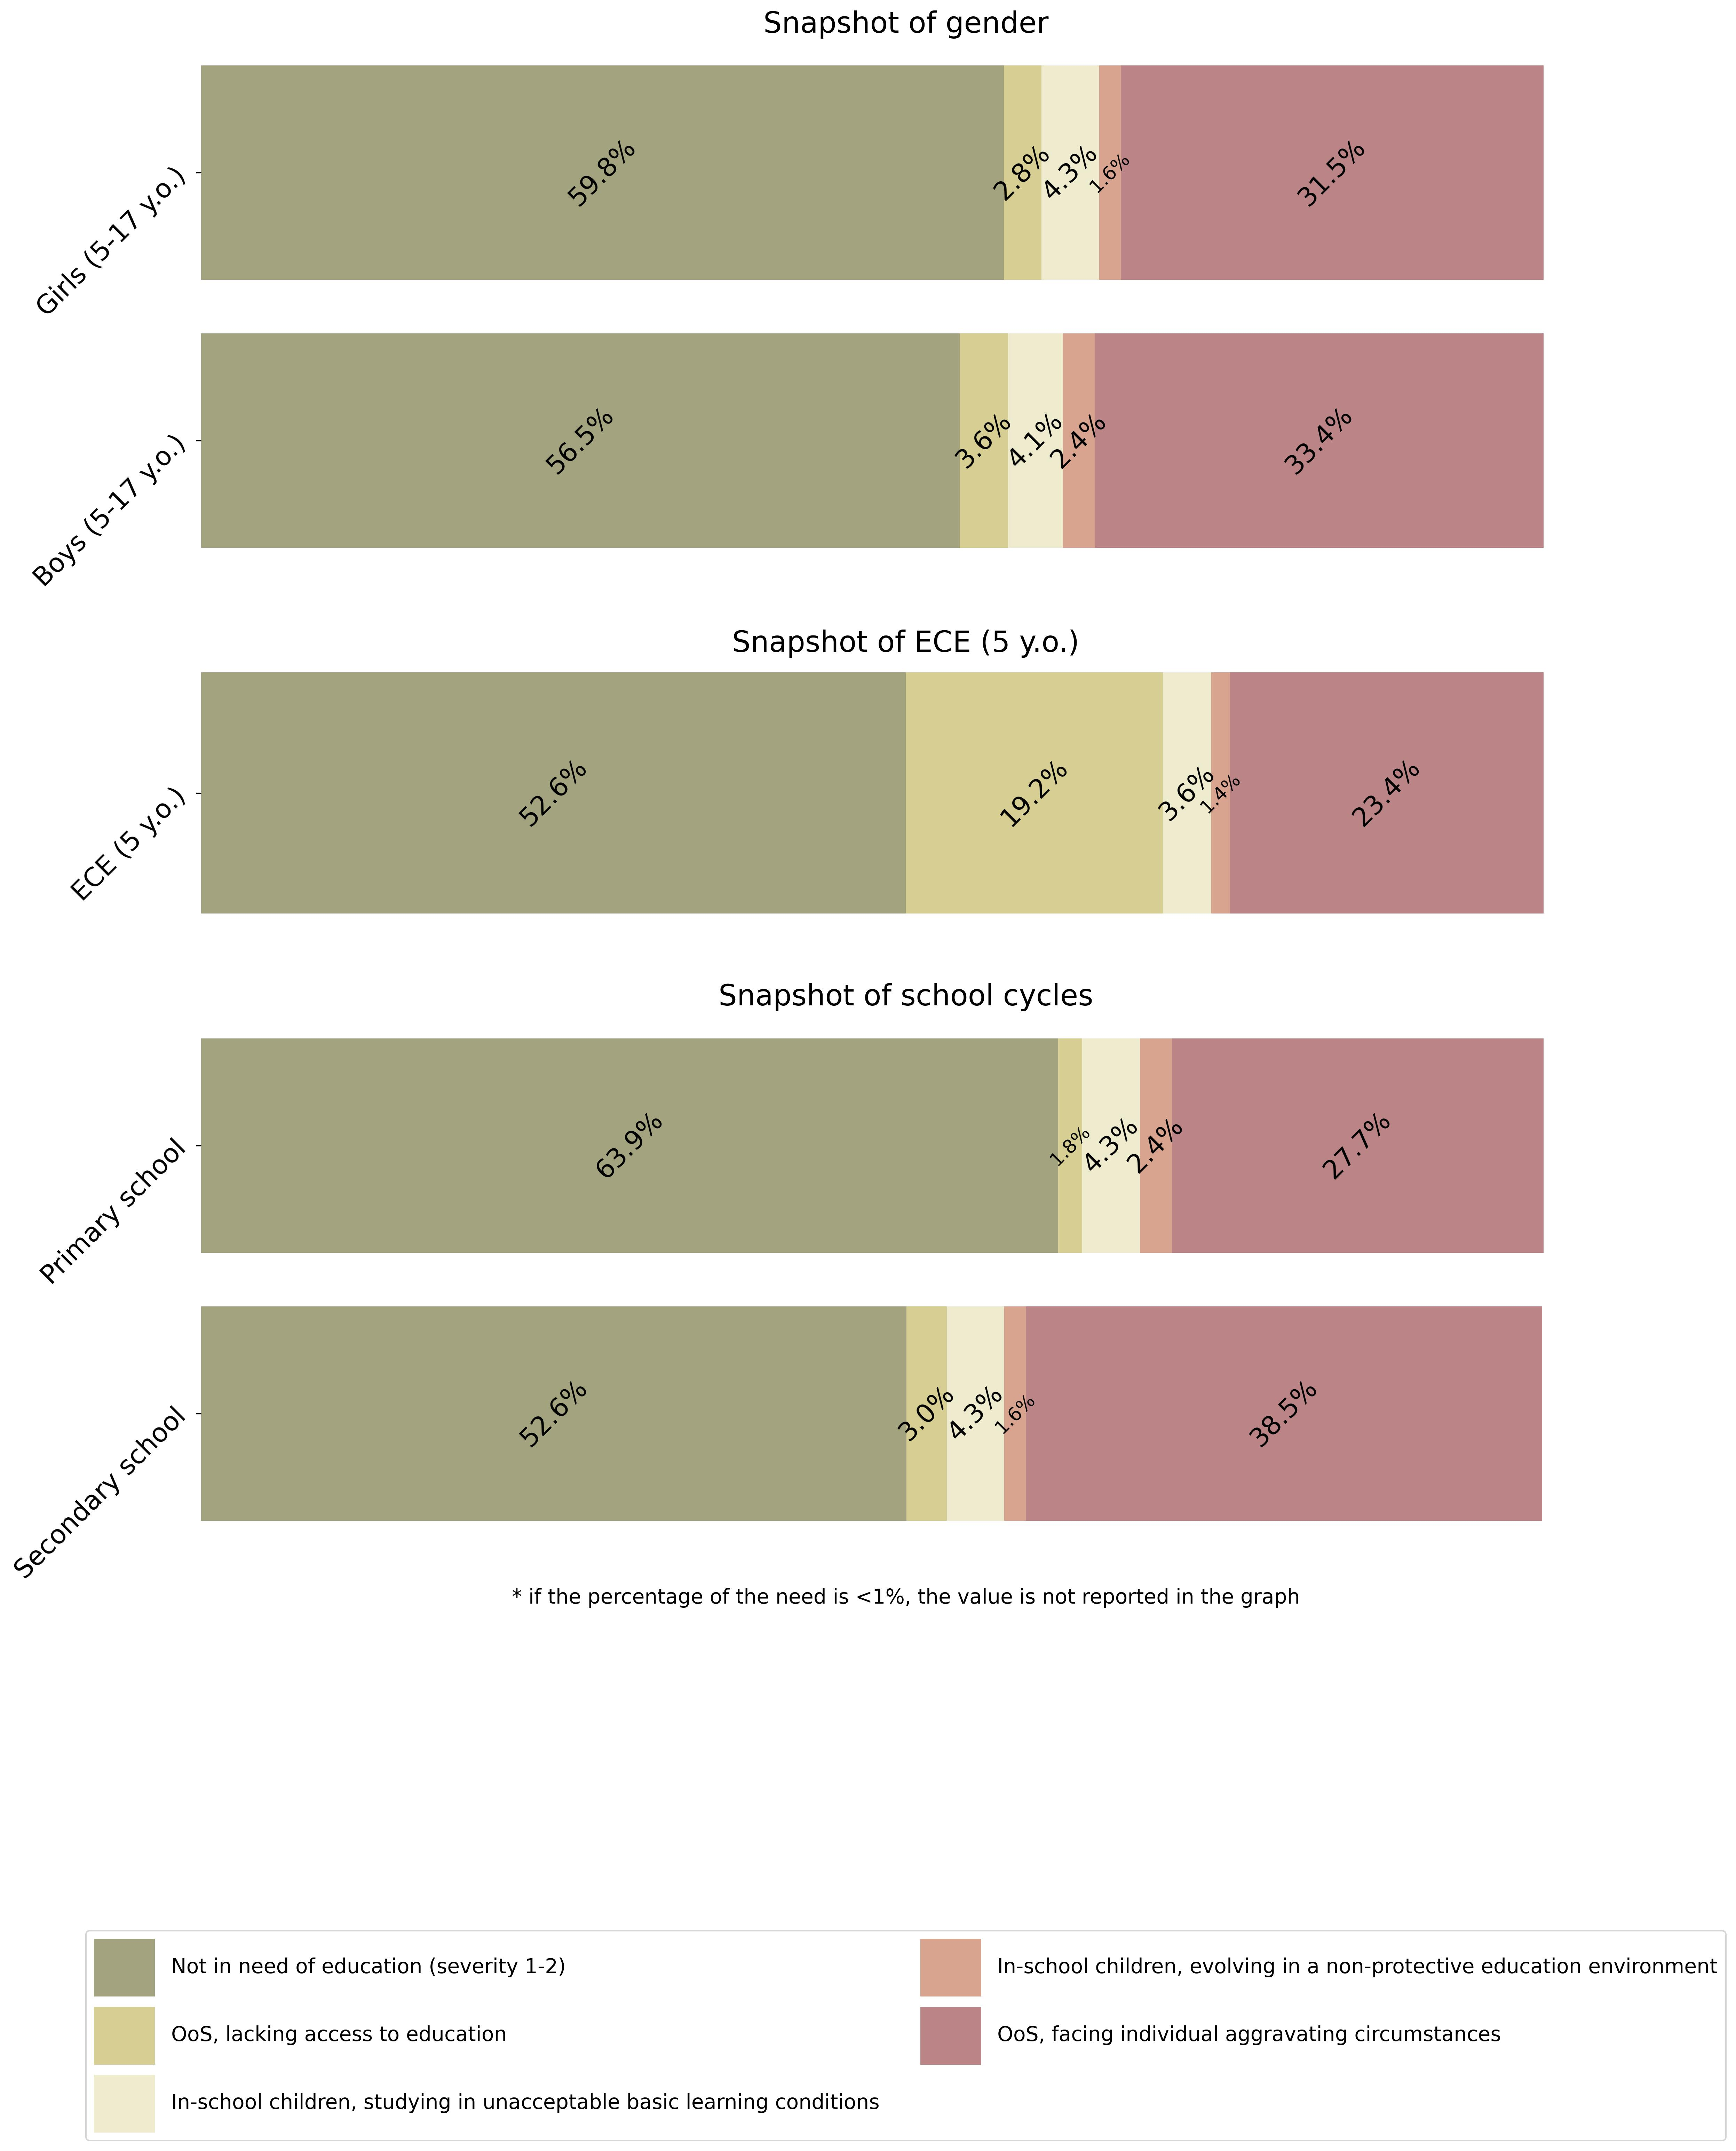 Snapshot of gender
Girls (5-17 y.o.)
59.8%
2.8%
4.3%
1.6%
31.5%
Boys (5-17 y.o.)
56.5%
3.6%
4.1%
2.4%
33.4%
Snapshot of ECE (5 y.o.)
ECE (5 y.o.)
52.6%
19.2%
3.6%
1.4%
23.4%
Snapshot of school cycles
Primary school
63.9%
1.8%
4.3%
2.4%
27.7%
Secondary school
52.6%
3.0%
4.3%
1.6%
38.5%
* if the percentage of the need is <1%, the value is not reported in the graph
Not in need of education (severity 1-2)
OoS, lacking access to education
In-school children, studying in unacceptable basic learning conditions
In-school children, evolving in a non-protective education environment
OoS, facing individual aggravating circumstances